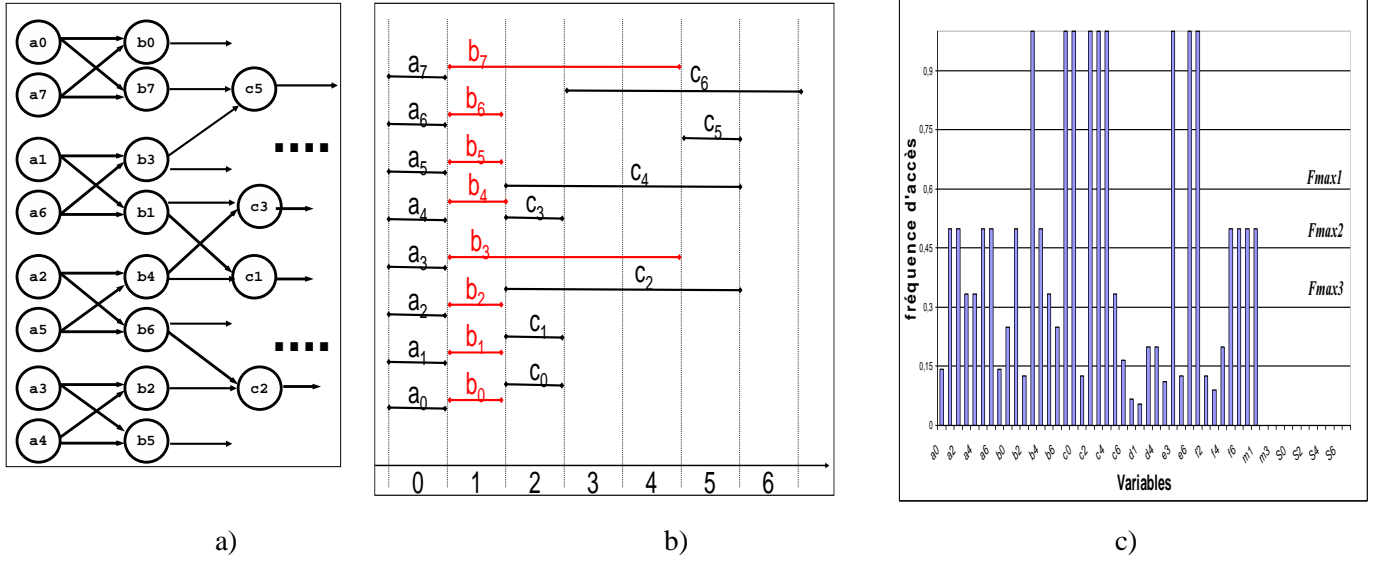 a0
b0
a7
b7
c5
a1
b3
a6
b1
c3
a2
b4
c1
a5
b6
a3
b2
c2
a4
b5
a)
a7
b7
c6
a6
b6
c5
a5
b5
c4
a4
b4
c3
a3
b3
c2
a2
b2
c1
a1
b1
c0
a0
b0
0 1 2 3 4 5 6
b)
fréquence d'accès
0,9
0,75
0,6
0,45
0,3
0,15
0
Fmax1
Fmax2
Fmax3
a0 a2 a4 a6 b0 b2 b4 b6 c0 c2 c4 c6 d1 d4 e3 e6 f2 f4 f6 m1 m3 S0 S2 S4 S6
Variables
c)